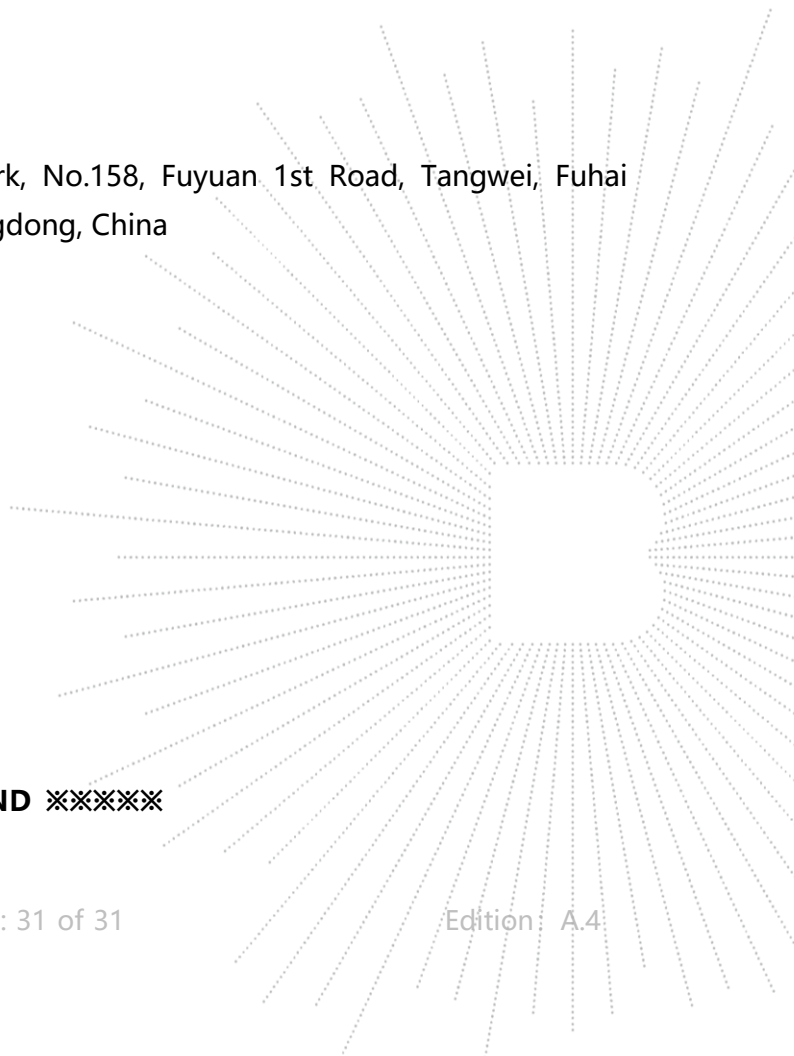 rk, No.158, Fuyuan 1st Road, Tangwei, Fuhai
gdong, China
ND ※※※※※
: 31 of 31 Edition: A.4